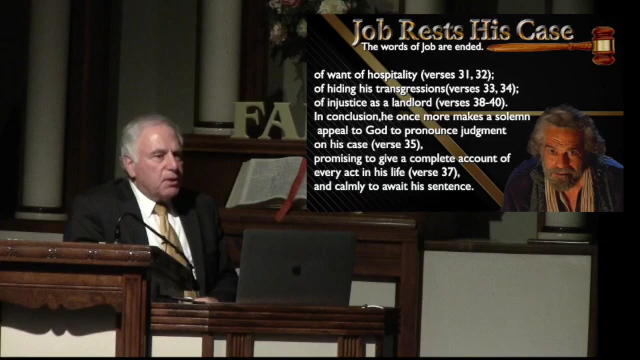 Job Rests His Case
The words of Job are ended.
of want of hospitality (verses 31, 32);
of hiding his transgressions(verses 33, 34);
of injustice as a landlord (verses 38-40).
In conclusion,he once more makes a solemn
appeal to God to pronounce judgment
on his case (verse 35),
promising to give a complete account of
every act in his life (verse 37),
and calmly to await his sentence.
FA